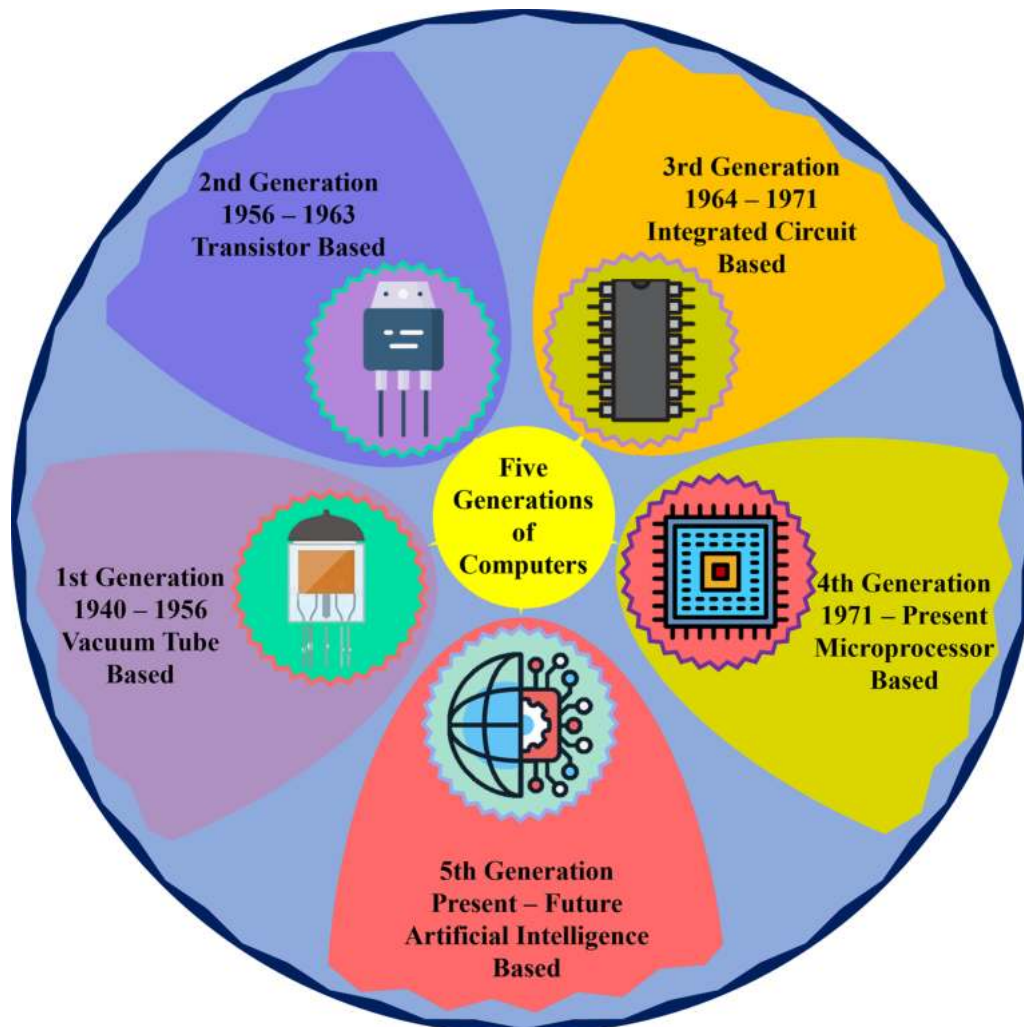 Five
Generations
of
Computers
1st Generation
1940 – 1956
Vacuum Tube
Based
2nd Generation
1956 – 1963
Transistor Based
3rd Generation
1964 – 1971
Integrated Circuit
Based
4th Generation
1971 – Present
Microprocessor
Based
5th Generation
Present – Future
Artificial Intelligence
Based